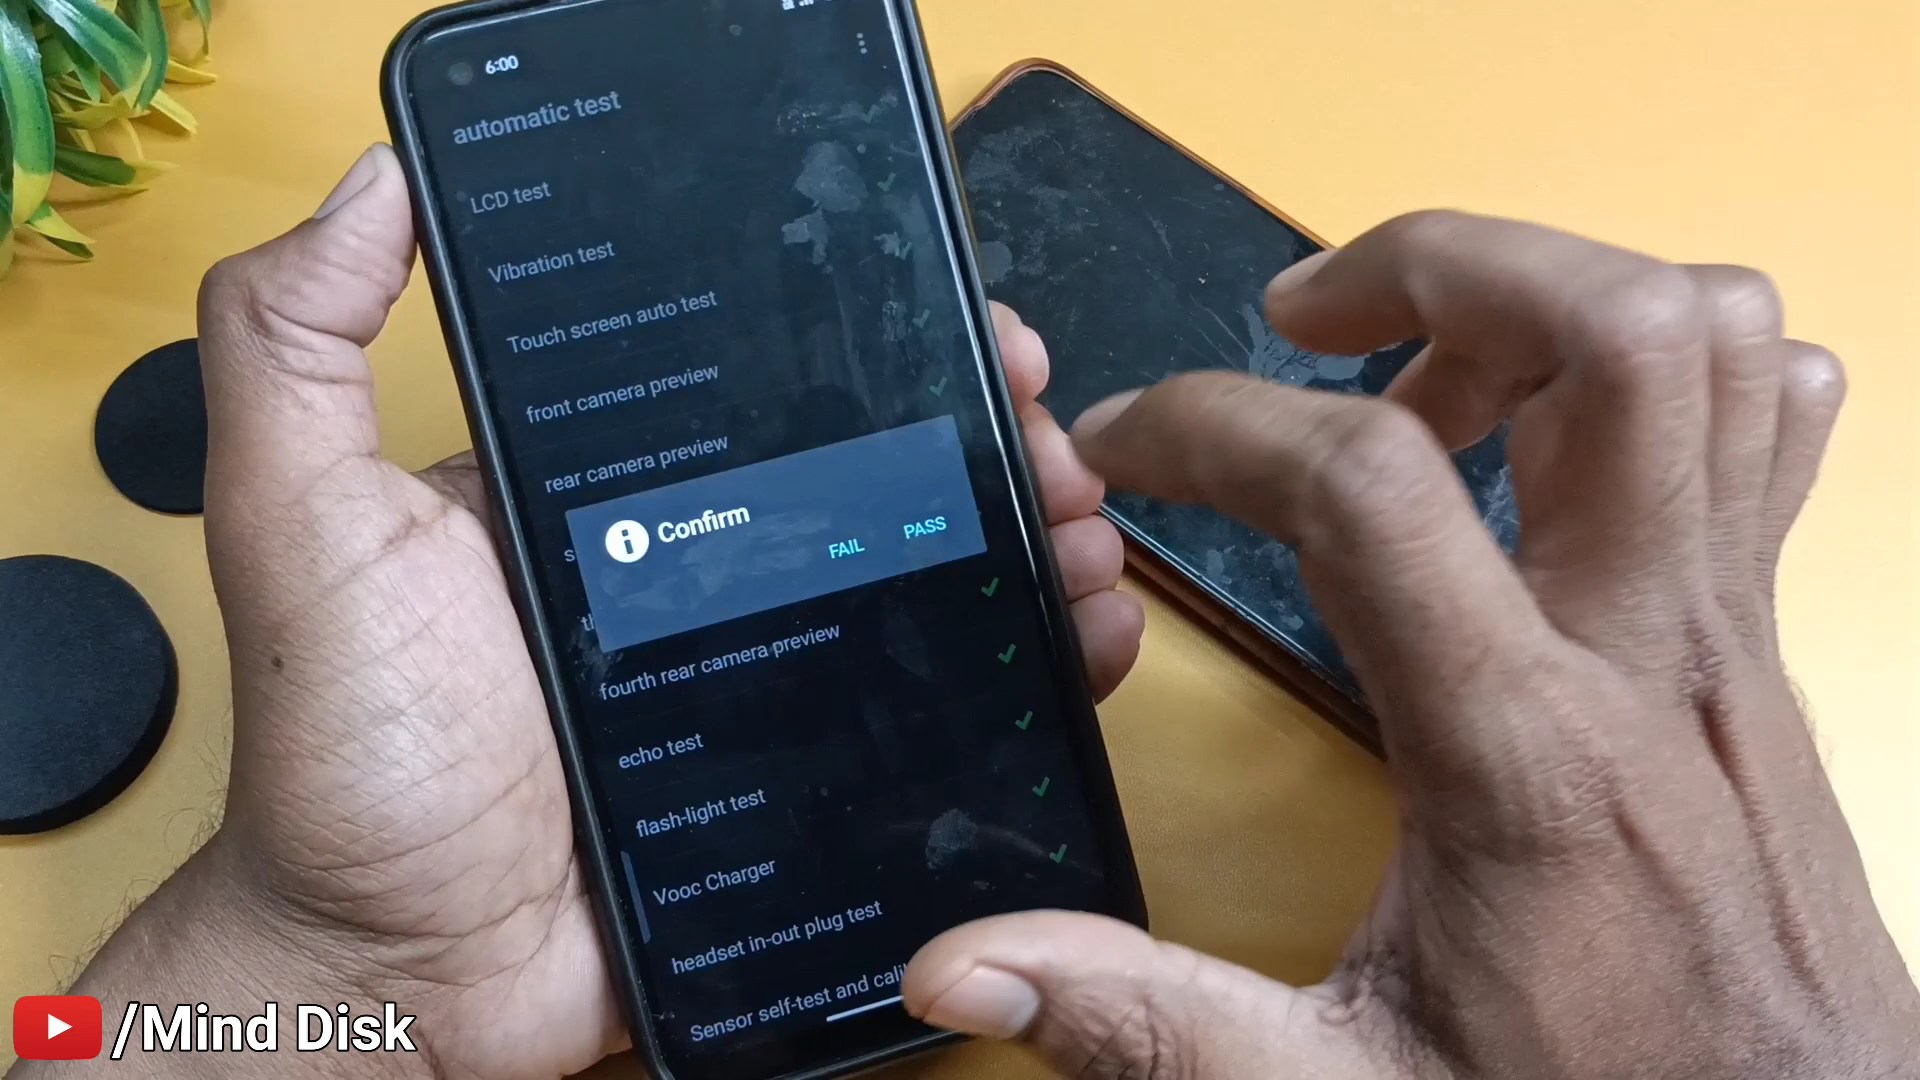 6:00
automatic test
LCD test
Vibration test
Touch screen auto test
front camera preview
rear camera preview
Confirm
FAIL
PASS
fourth rear camera preview
echo test
flash-light test
Vooc Charger
headset in-out plug test
Sensor self-test and
/Mind Disk